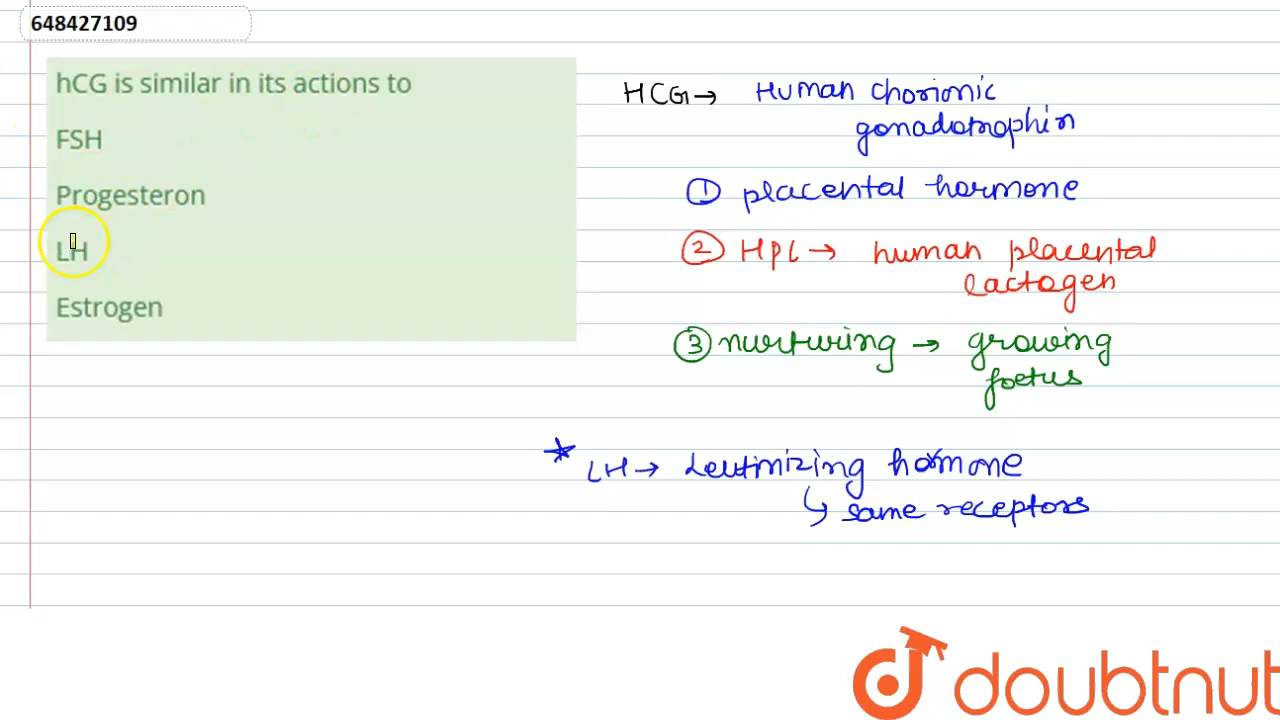 648427109
hCG is similar in its actions to
FSH
Progesteron
LH
Estrogen
HCG → Human Chorionic
gonadotrophin
① placental hormone
② HPL → human placental
lactogen
③ nurturing → growing
foetus
* LH → Leutinizing hormone
↳ same receptors
doubtnut